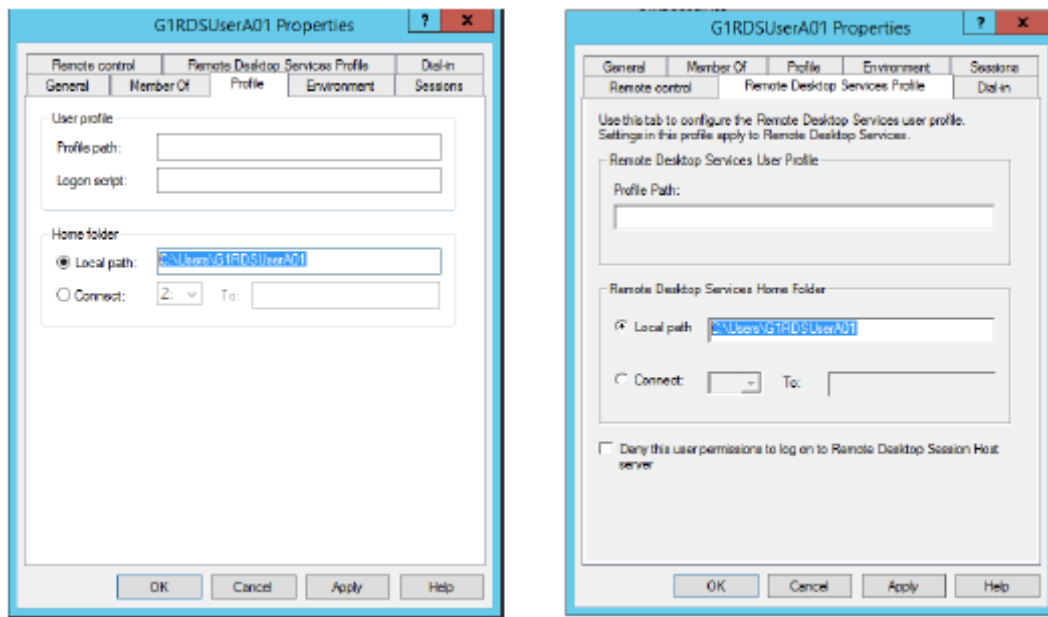 G1RDSUserA01 Properties
? x
Remote control Remote Desktop Services Profile Dial-in
General Member Of Profile Environment Sessions
User profile
Profile path:
Logon script:
Home folder
Local path: C:\Users\G1RDSUserA01
Connect: Z: To:
OK Cancel Apply Help
G1RDSUserA01 Properties
? x
General Member Of Profile Environment Sessions
Remote control Remote Desktop Services Profile Dial-in
Use this tab to configure the Remote Desktop Services user profile.
Settings in this profile apply to Remote Desktop Services.
Remote Desktop Services User Profile
Profile Path:
Remote Desktop Services Home Folder
Local path C:\Users\G1RDSUserA01
Connect: To:
Deny this user permissions to log on to Remote Desktop Session Host
server
OK Cancel Apply Help